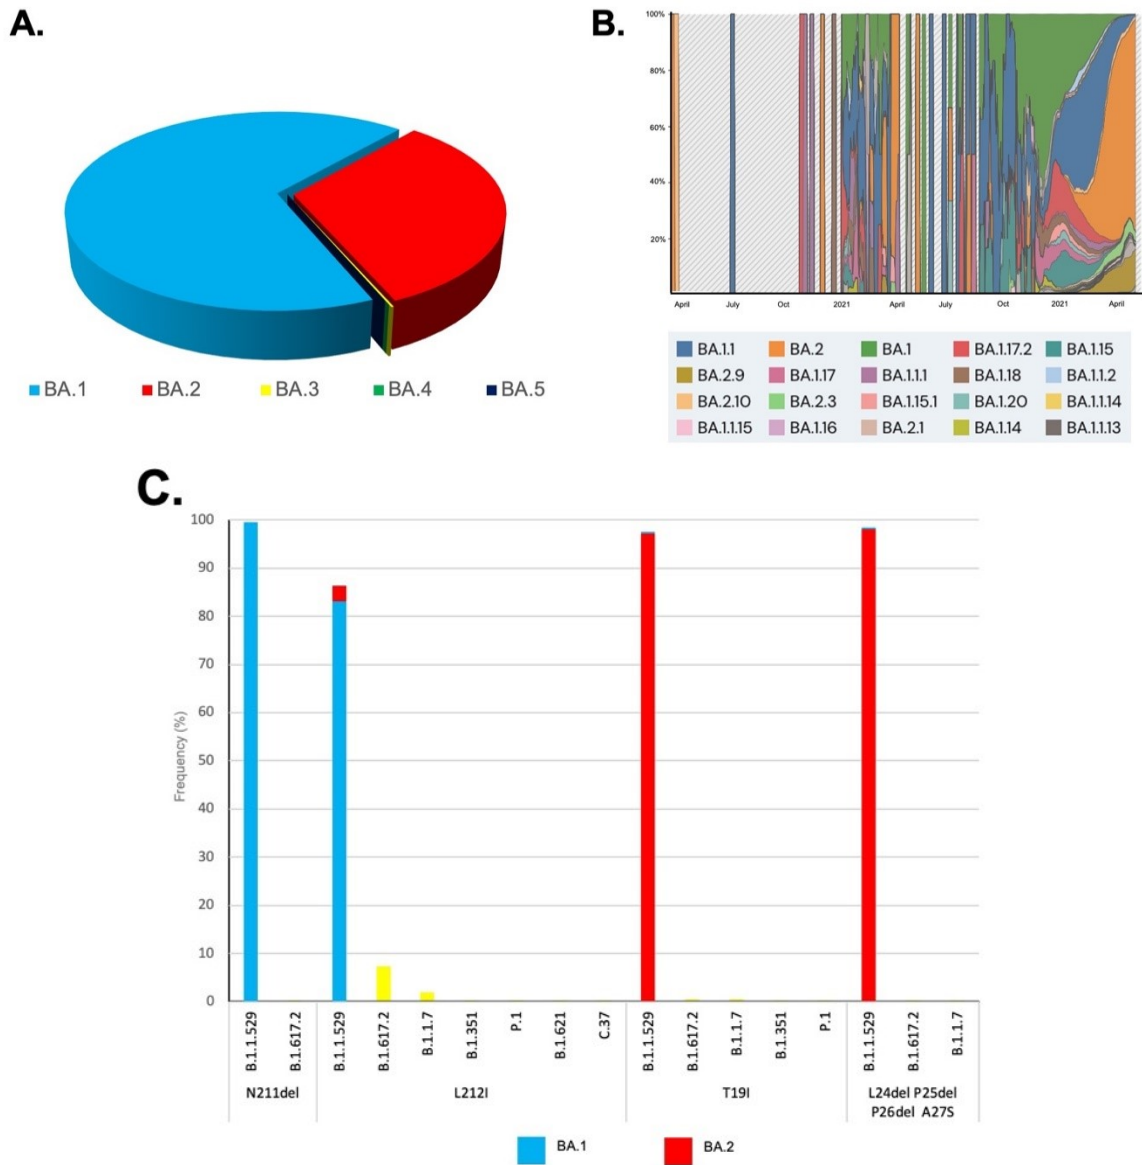 A.
BA.1 BA.2 BA.3 BA.4 BA.5
B.
100%
80%
60%
40%
20%
April July Oct 2021 April July Oct 2021 April
BA.1.1 BA.2 BA.1 BA.1.17.2 BA.1.15
BA.2.9 BA.1.17 BA.1.1.1 BA.1.18 BA.1.1.2
BA.2.10 BA.2.3 BA.1.15.1 BA.1.20 BA.1.1.14
BA.1.1.15 BA.1.16 BA.2.1 BA.1.14 BA.1.1.13
C.
Frequency (%)
100
90
80
70
60
50
40
30
20
10
0
B.1.1.529 B.1.617.2 B.1.1.529 B.1.617.2 B.1.1.7 B.1.351 P.1 B.1.621 C.37 B.1.1.529 B.1.617.2 B.1.1.7 B.1.351 P.1 B.1.1.529 B.1.617.2 B.1.1.7
N211del L212I T19I L24del P25del
P26del A27S
BA.1 BA.2